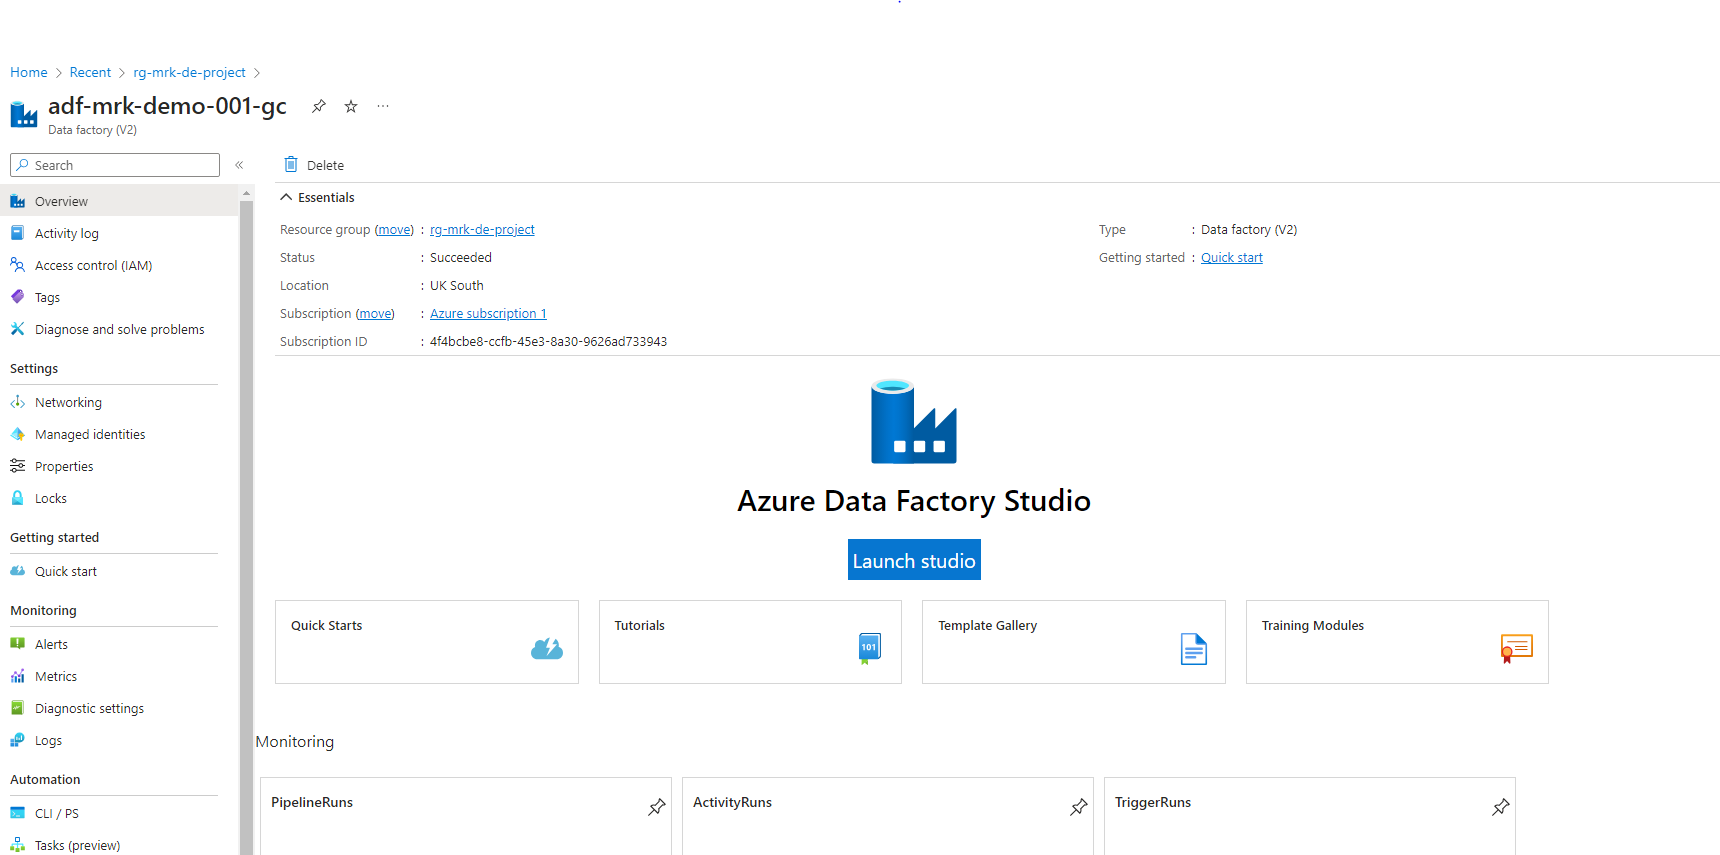 Home > Recent > rg-mrk-de-project >
adf-mrk-demo-001-gc
Data factory (V2)
Search
Overview
Activity log
Access control (IAM)
Tags
Diagnose and solve problems
Settings
Networking
Managed identities
Properties
Locks
Getting started
Quick start
Monitoring
Alerts
Metrics
Diagnostic settings
Logs
Automation
CLI / PS
Tasks (preview)
Delete
Essentials
Resource group (move) : rg-mrk-de-project
Status : Succeeded
Location : UK South
Subscription (move) : Azure subscription 1
Subscription ID : 4f4bcbe8-ccfb-45e3-8a30-9626ad733943
Type : Data factory (V2)
Getting started : Quick start
Azure Data Factory Studio
Launch studio
Quick Starts
Tutorials
101
Template Gallery
Training Modules
Monitoring
PipelineRuns
ActivityRuns
TriggerRuns